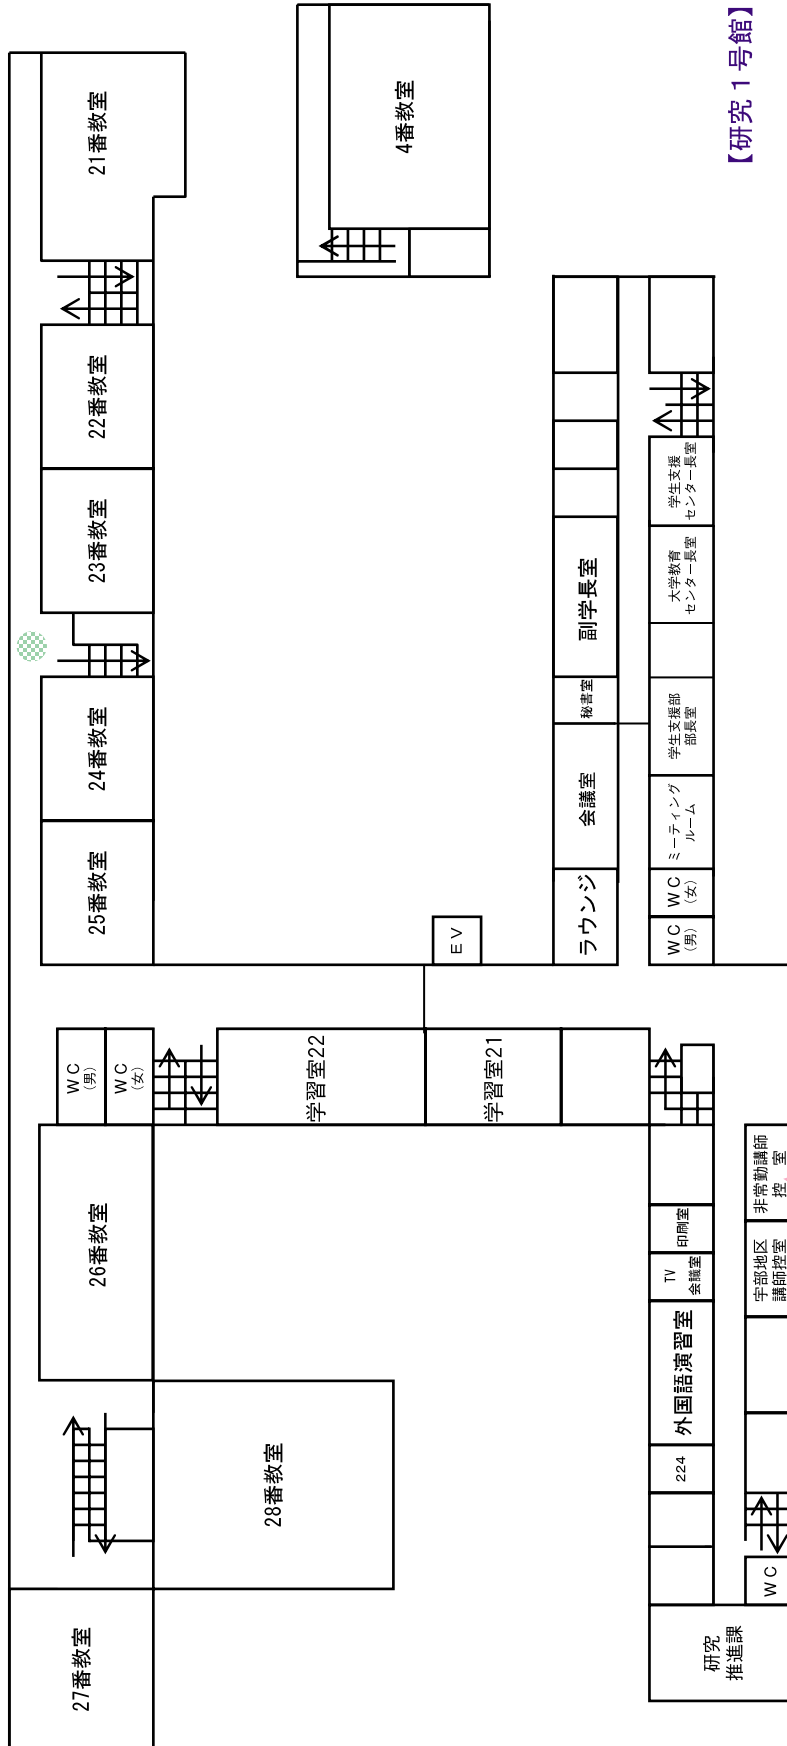 21番教室
4番教室
【研究1号館】
22番教室
23番教室
24番教室
25番教室
学生支援
センター長室
大学教育
センター長室
副学長室
秘書室
学生支援部
部長室
会議室
ミーティング
ルーム
ラウンジ
WC
(女)
WC
(男)
EV
WC
(男)
WC
(女)
学習室22
学習室21
26番教室
印刷室
TV
会議室
非常勤講師
控 室
宇部地区
講師控室
外国語演習室
224
28番教室
27番教室
WC
研究
推進課